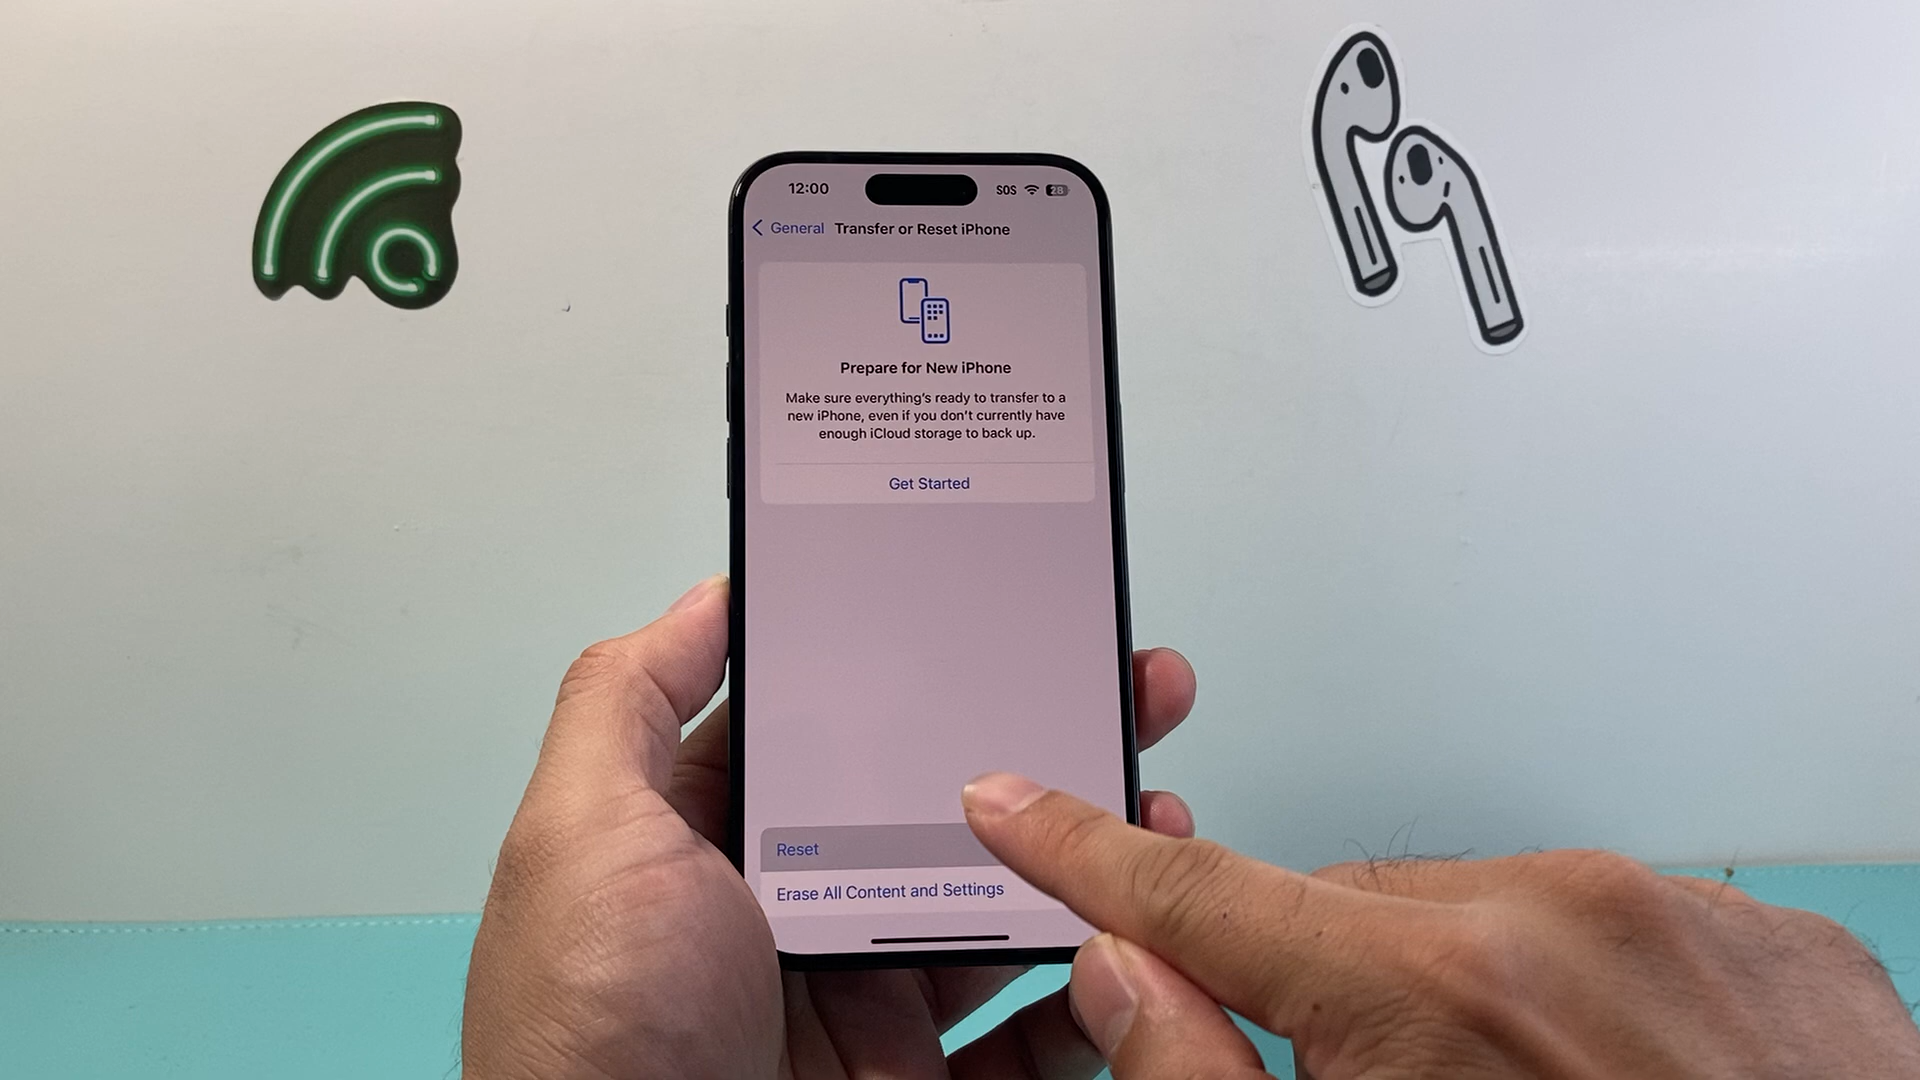 12:00 SOS 28
General Transfer or Reset iPhone
Prepare for New iPhone
Make sure everything's ready to transfer to a
new iPhone, even if you don't currently have
enough iCloud storage to back up.
Get Started
Reset
Erase All Content and Settings